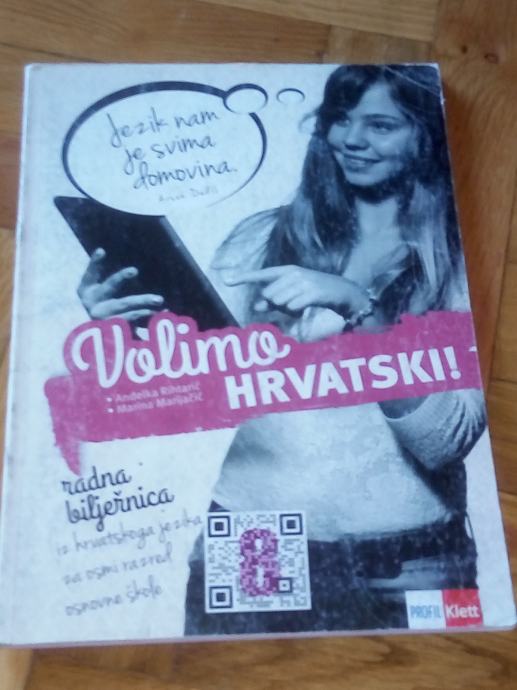 Jezik nam
je svima
domovina.
Volimo
HRVATSKI!
• Anđelka Rihtarić
• Marina Marijačić
radna
bilježnica
iz hrvatskoga jezika
za osmi razred
osnovne škole
8
PROFIL Klett